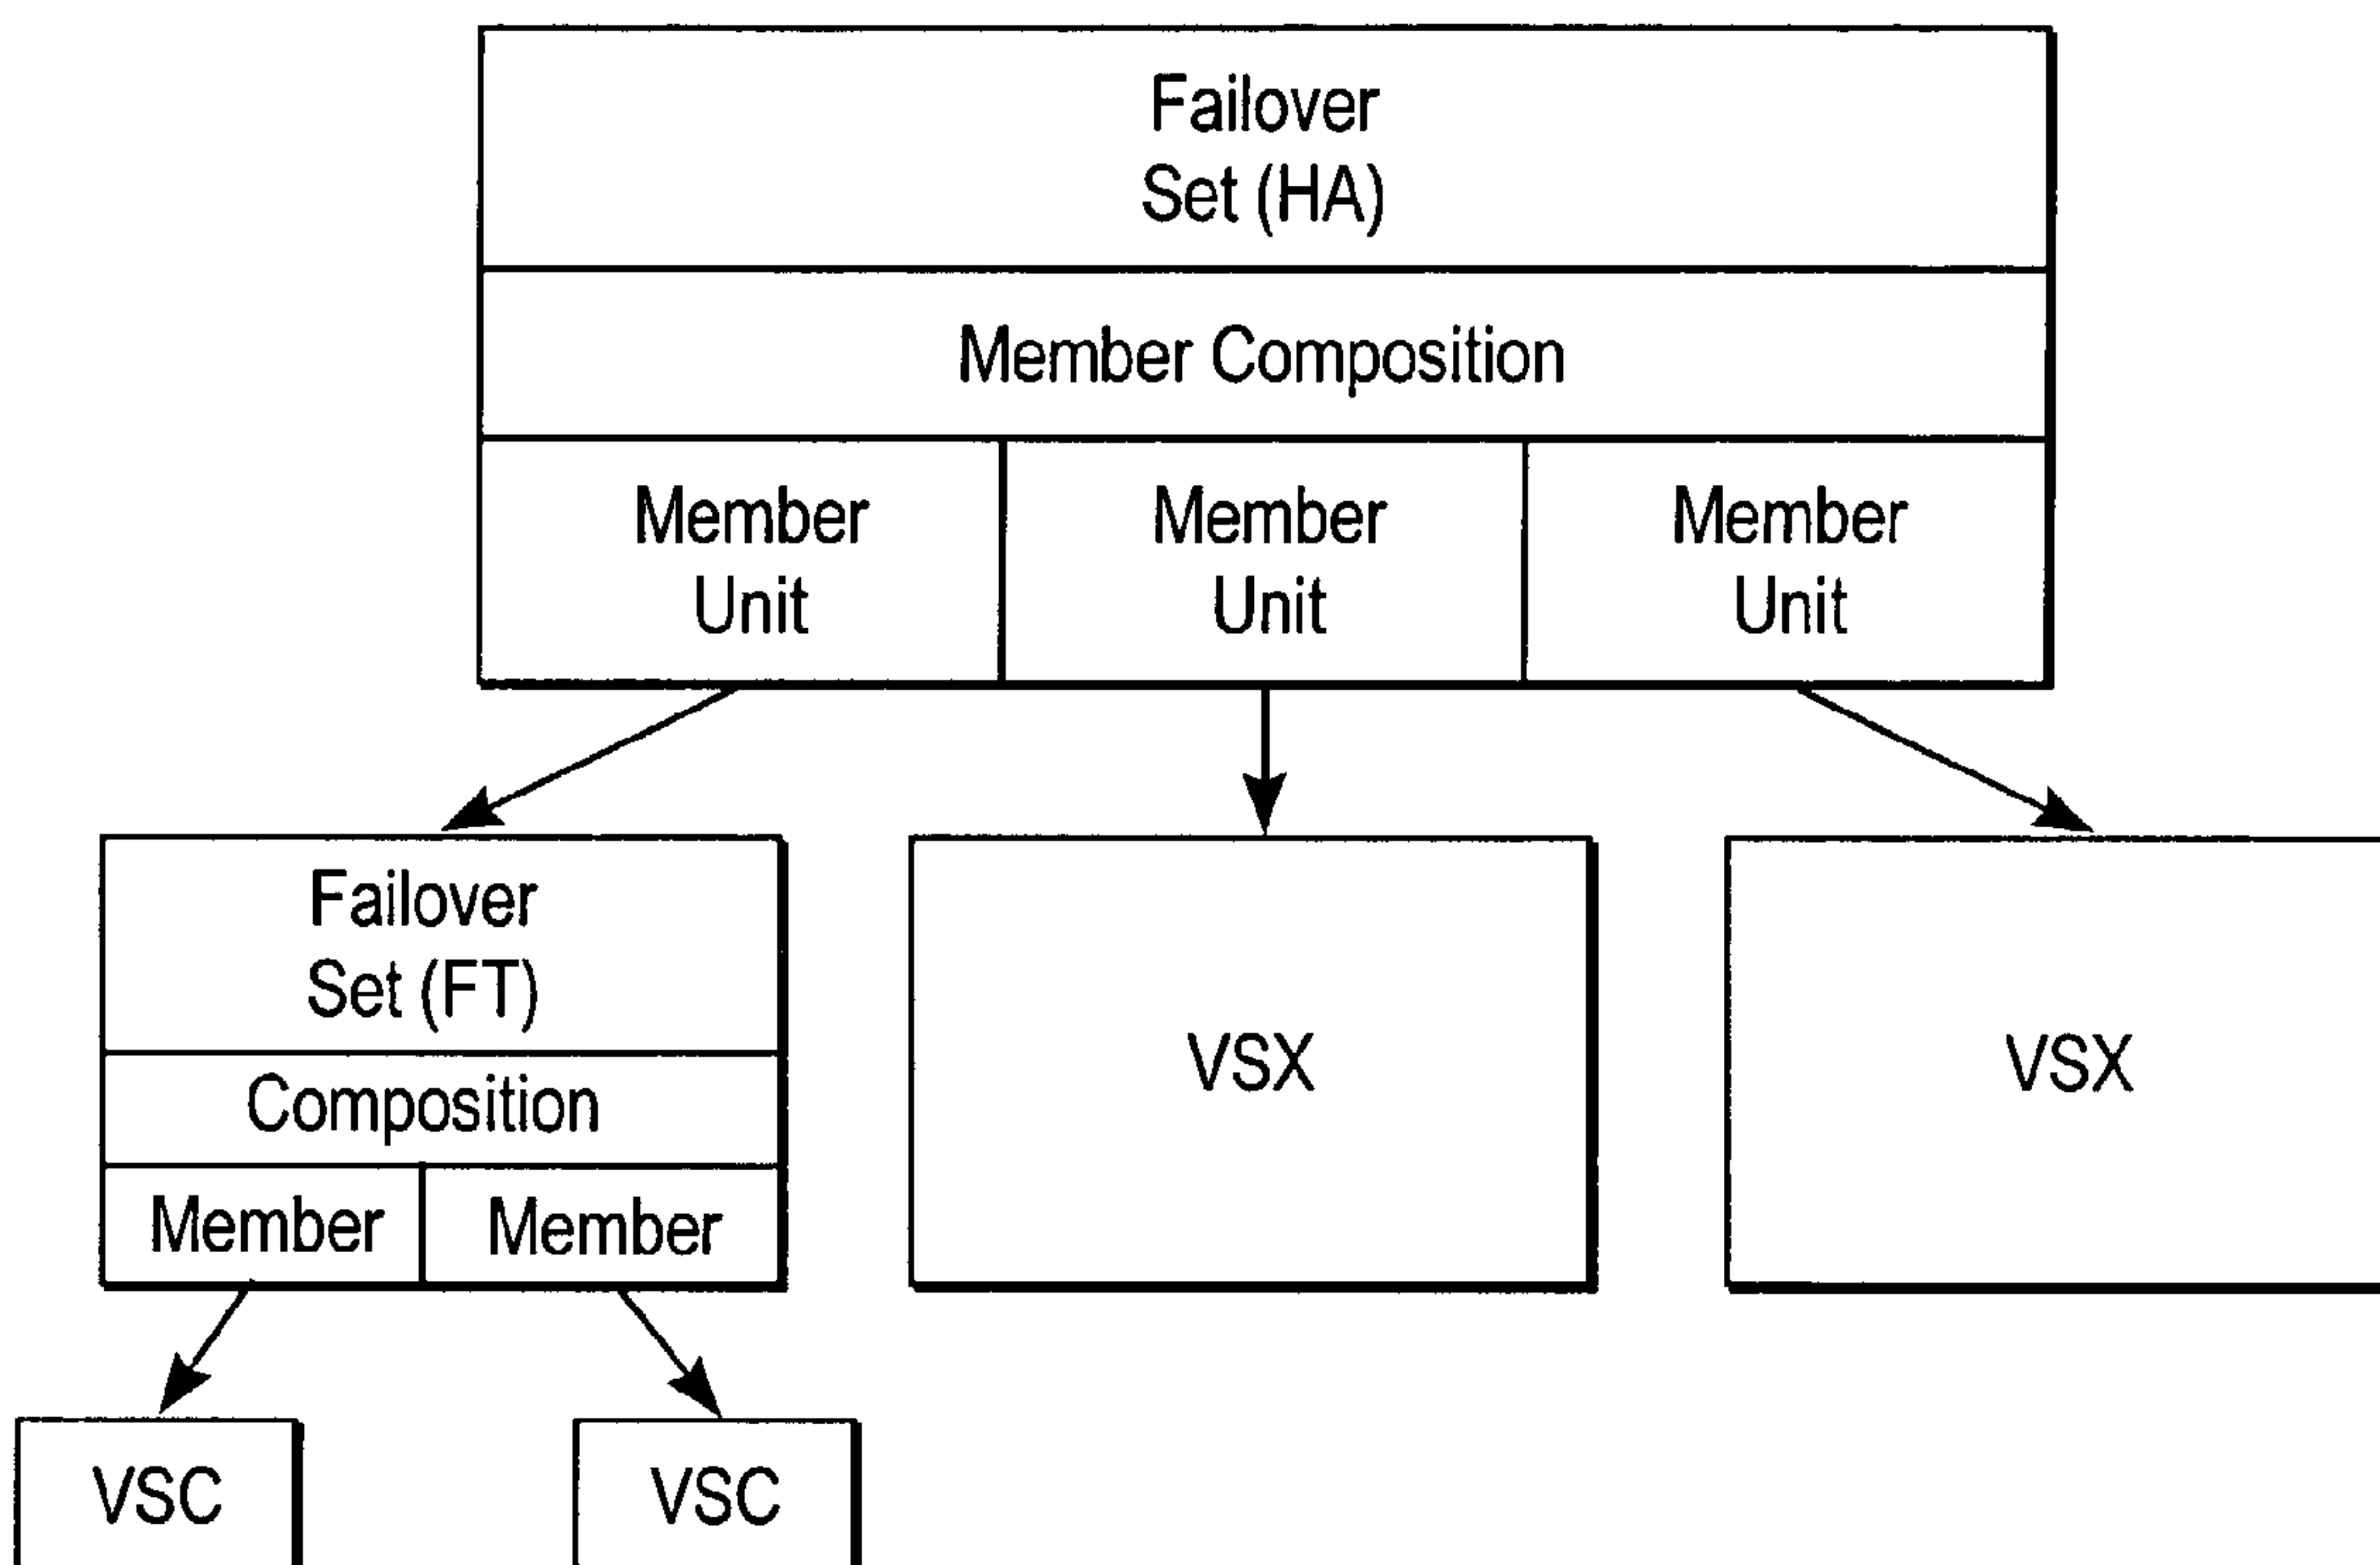 Failover
Set (HA)
Member Composition
Member
Unit
Member
Unit
Member
Unit
Failover
Set (FT)
Composition
Member
Member
VSX
VSX
VSC
VSC